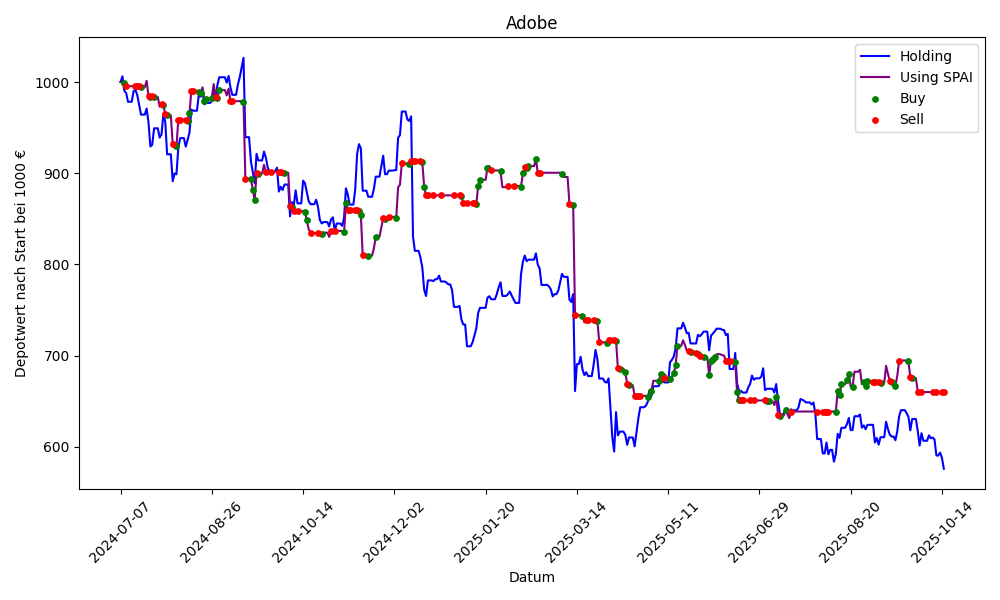 Adobe
Holding
Using SPAI
Buy
Sell
Depotwert nach Start bei 1000 €
1000
900
800
700
600
2024-07-07
2024-08-26
2024-10-14
2024-12-02
2025-01-20
2025-03-14
2025-05-11
2025-06-29
2025-08-20
2025-10-14
Datum